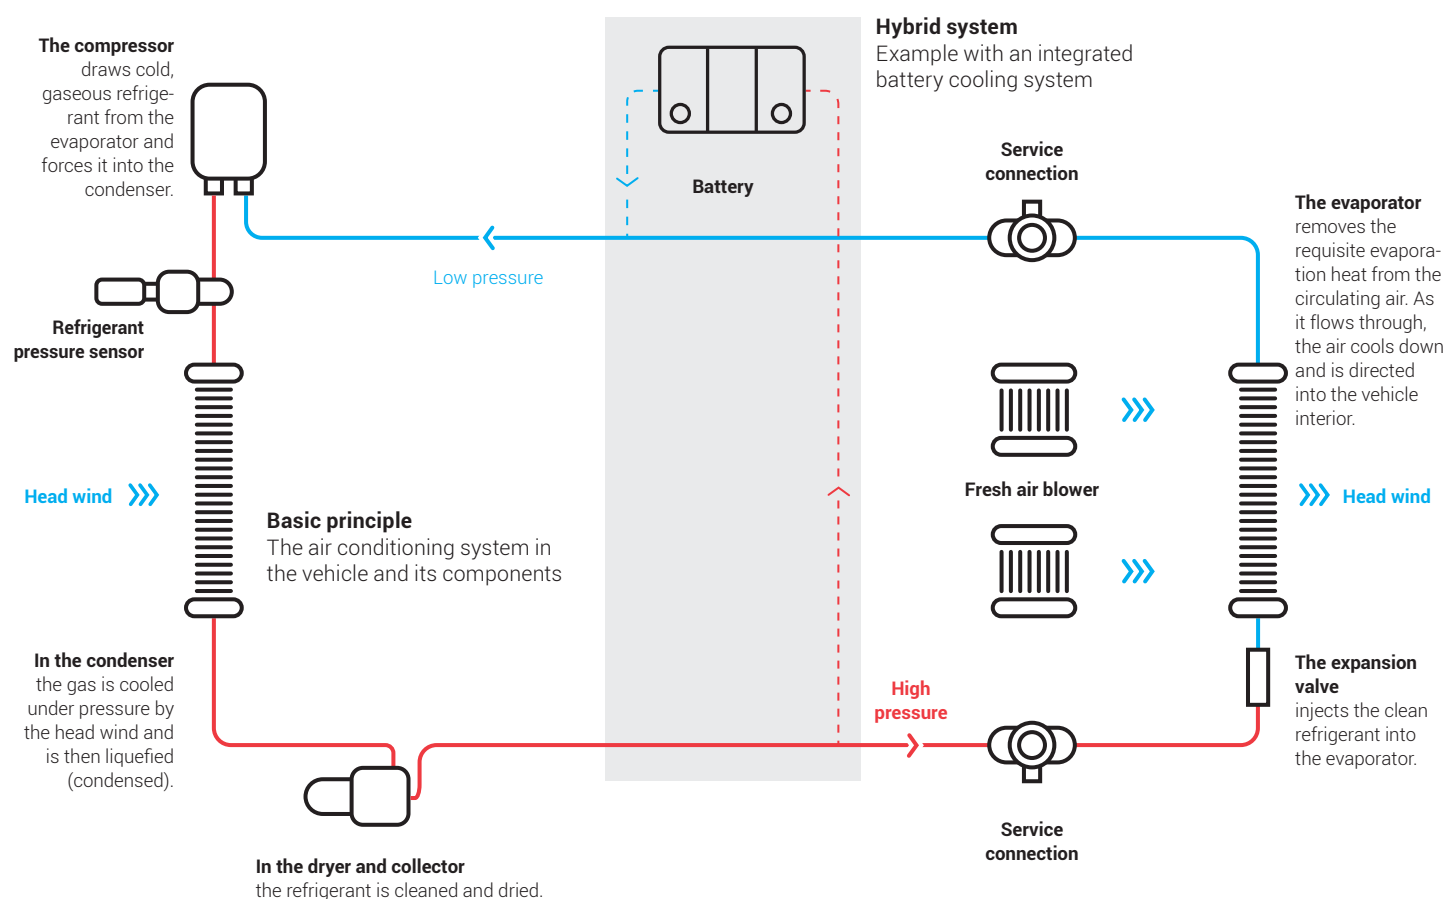 The compressor
draws cold,
gaseous refrige-
rant from the
evaporator and
forces it into the
condenser.
Hybrid system
Example with an integrated
battery cooling system
Battery
Service
connection
The evaporator
removes the
requisite evapora-
tion heat from the
circulating air. As
it flows through,
the air cools down
and is directed
into the vehicle
interior.
Low pressure
Refrigerant
pressure sensor
Head wind
Basic principle
The air conditioning system in
the vehicle and its components
Fresh air blower
Head wind
In the condenser
the gas is cooled
under pressure by
the head wind and
is then liquefied
(condensed).
High
pressure
The expansion
valve
injects the clean
refrigerant into
the evaporator.
Service
connection
In the dryer and collector
the refrigerant is cleaned and dried.